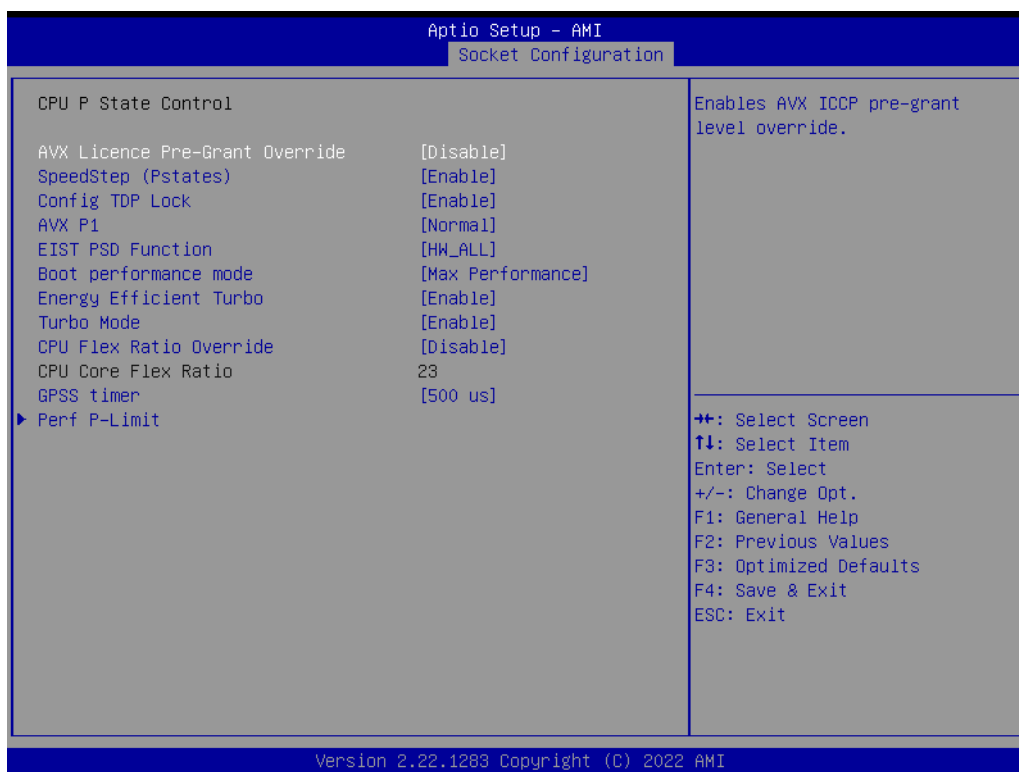 Aptio Setup – AMI
Socket Configuration
CPU P State Control
AVX Licence Pre-Grant Override [Disable]
SpeedStep (Pstates) [Enable]
Config TDP Lock [Enable]
AVX P1 [Normal]
EIST PSD Function [HW_ALL]
Boot performance mode [Max Performance]
Energy Efficient Turbo [Enable]
Turbo Mode [Enable]
CPU Flex Ratio Override [Disable]
CPU Core Flex Ratio 23
GPSS timer [500 us]
Perf P-Limit
Enables AVX ICCP pre-grant
level override.
→←: Select Screen
↑↓: Select Item
Enter: Select
+/-: Change Opt.
F1: General Help
F2: Previous Values
F3: Optimized Defaults
F4: Save & Exit
ESC: Exit
Version 2.22.1283 Copyright (C) 2022 AMI